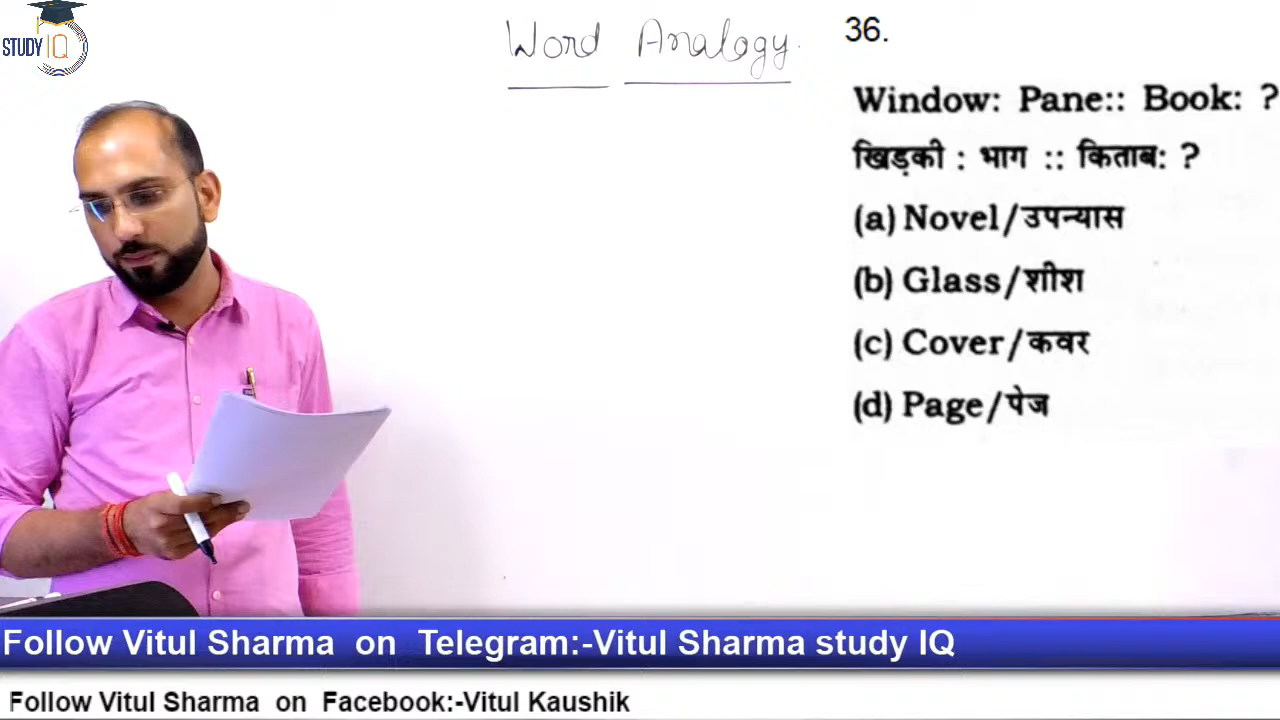 STUDY IQ
Word Analogy.
36.
Window: Pane:: Book: ?
खिड़की : भाग :: किताब: ?
(a) Novel/उपन्यास
(b) Glass/शीश
(c) Cover/कवर
(d) Page/पेज
Follow Vitul Sharma on Telegram:-Vitul Sharma study IQ
Follow Vitul Sharma on Facebook:-Vitul Kaushik